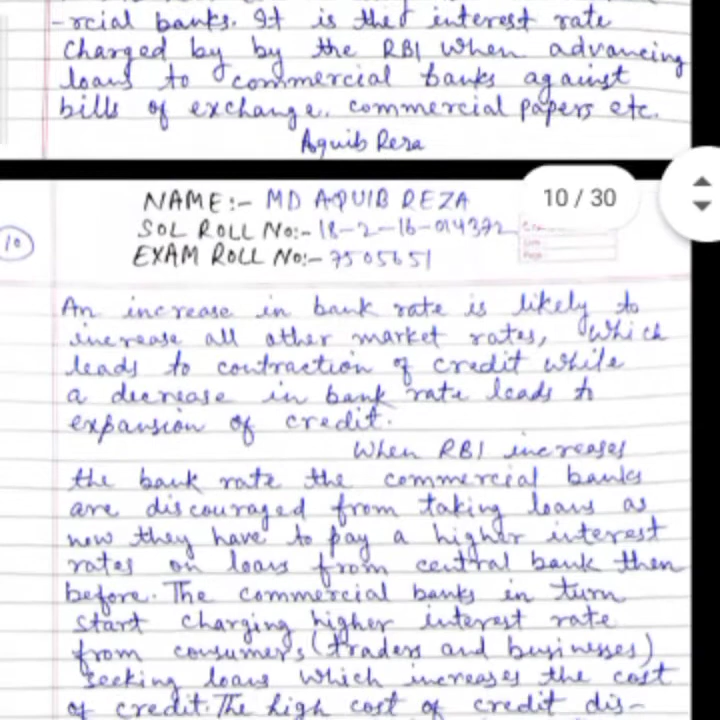 -rcial banks. It is the interest rate
charged by by the RBI when advancing
loans to commercial banks against
bills of exchange. commercial papers etc.
Aquib Reza
10 / 30
NAME:- MD AQUIB REZA
SOL ROLL NO:- 18-2-16-014372
EXAM ROLL NO:- 7505651
10
An increase in bank rate is likely to
increase all other market rates, which
leads to contraction of credit while
a decrease in bank rate leads to
expansion of credit.
When RBI increases
the bank rate the commercial banks
are discouraged from taking loans as
now they have to pay a higher interest
rates on loans from central bank then
before. The commercial banks in turn
start charging higher interest rate
from consumers (traders and businesses)
seeking loans which increases the cost
of credit. The high cost of credit dis-